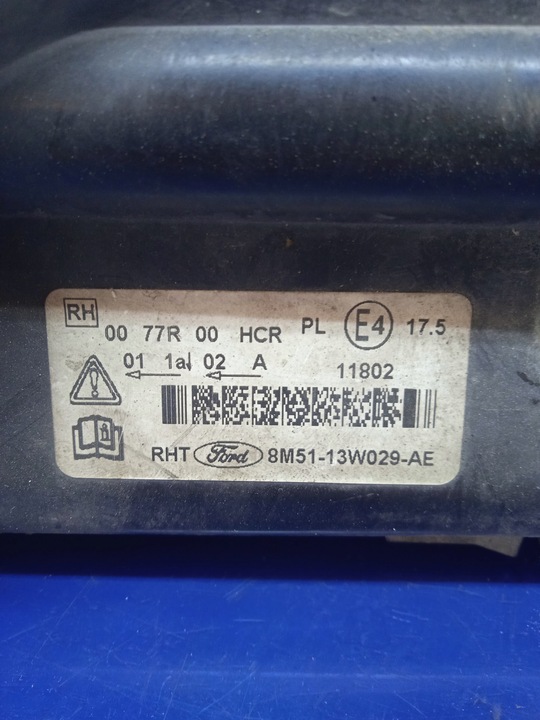 RH
00 77R 00 HCR PL E4 17.5
01 1a 02 A 11802
RHT Ford 8M51-13W029-AE